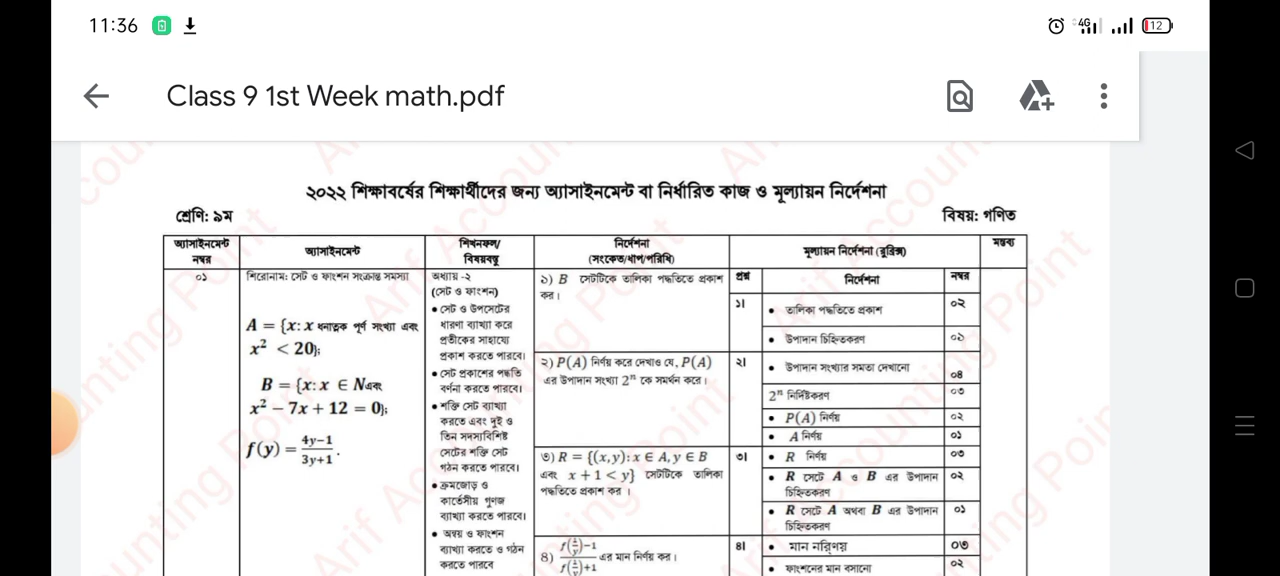 11:36
4G
12
Class 9 1st Week math.pdf
২০২২ শিক্ষাবর্ষের শিক্ষার্থীদের জন্য অ্যাসাইনমেন্ট বা নির্ধারিত কাজ ও মূল্যায়ন নির্দেশনা
শ্রেণি: ৯ম
বিষয়: গণিত
অ্যাসাইনমেন্ট
নম্বর
অ্যাসাইনমেন্ট
শিখনফল/
বিষয়বস্তু
নির্দেশনা
(সংকেত/ধাপ/পরিধি)
মূল্যায়ন নির্দেশনা (রুব্রিক্স)
মন্তব্য
০১
শিরোনাম: সেট ও ফাংশন সংক্রান্ত সমস্যা
A = {x: x ধনাত্মক পূর্ণ সংখ্যা এবং
x² < 20};
B = {x: x ∈ N এবং
x² − 7x + 12 = 0};
f(y) = (4y−1)/(3y+1).
অধ্যায় -২
(সেট ও ফাংশন)
• সেট ও উপসেটের
ধারণা ব্যাখ্যা করে
প্রতীকের সাহায্যে
প্রকাশ করতে পারবে।
• সেট প্রকাশের পদ্ধতি
বর্ণনা করতে পারবে।
• শক্তি সেট ব্যাখ্যা
করতে এবং দুই ও
তিন সদস্যবিশিষ্ট
সেটের শক্তি সেট
গঠন করতে পারবে।
• ক্রমজোড় ও
কার্তেসীয় গুণজ
ব্যাখ্যা করতে পারবে।
• অন্বয় ও ফাংশন
ব্যাখ্যা করতে ও গঠন
করতে পারবে
১) B সেটটিকে তালিকা পদ্ধতিতে প্রকাশ
কর।
২) P(A) নির্ণয় করে দেখাও যে, P(A)
এর উপাদান সংখ্যা 2ⁿ কে সমর্থন করে।
৩) R = {(x, y): x ∈ A, y ∈ B
এবং x + 1 < y} সেটটিকে তালিকা
পদ্ধতিতে প্রকাশ কর ।
৪) (f(1/y)−1)/(f(1/y)+1) এর মান নির্ণয় কর।
প্রশ্ন
নির্দেশনা
নম্বর
১।
• তালিকা পদ্ধতিতে প্রকাশ
০২
• উপাদান চিহ্নিতকরণ
০১
২।
• উপাদান সংখ্যার সমতা দেখানো
০৪
2ⁿ নির্দিষ্টকরণ
০৩
• P(A) নির্ণয়
০২
• A নির্ণয়
০১
৩।
• R নির্ণয়
০৩
• R সেটে A ও B এর উপাদান
চিহ্নিতকরণ
০২
• R সেটে A অথবা B এর উপাদান
চিহ্নিতকরণ
০১
৪।
• মান নরিণয়
০৩
• ফাংশনের মান বসানো
০২
Arif Accounting Point